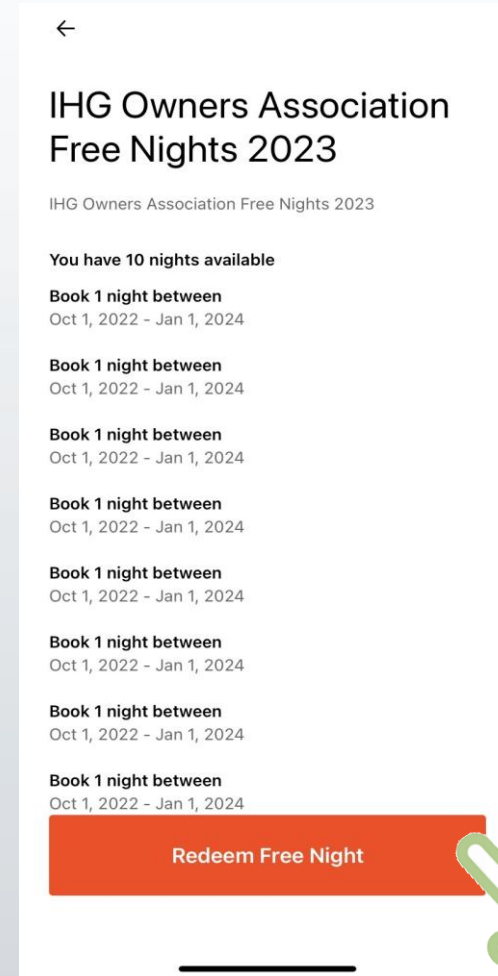 IHG Owners Association
Free Nights 2023
IHG Owners Association Free Nights 2023
You have 10 nights available
Book 1 night between
Oct 1, 2022 - Jan 1, 2024
Book 1 night between
Oct 1, 2022 - Jan 1, 2024
Book 1 night between
Oct 1, 2022 - Jan 1, 2024
Book 1 night between
Oct 1, 2022 - Jan 1, 2024
Book 1 night between
Oct 1, 2022 - Jan 1, 2024
Book 1 night between
Oct 1, 2022 - Jan 1, 2024
Book 1 night between
Oct 1, 2022 - Jan 1, 2024
Book 1 night between
Oct 1, 2022 - Jan 1, 2024
Redeem Free Night